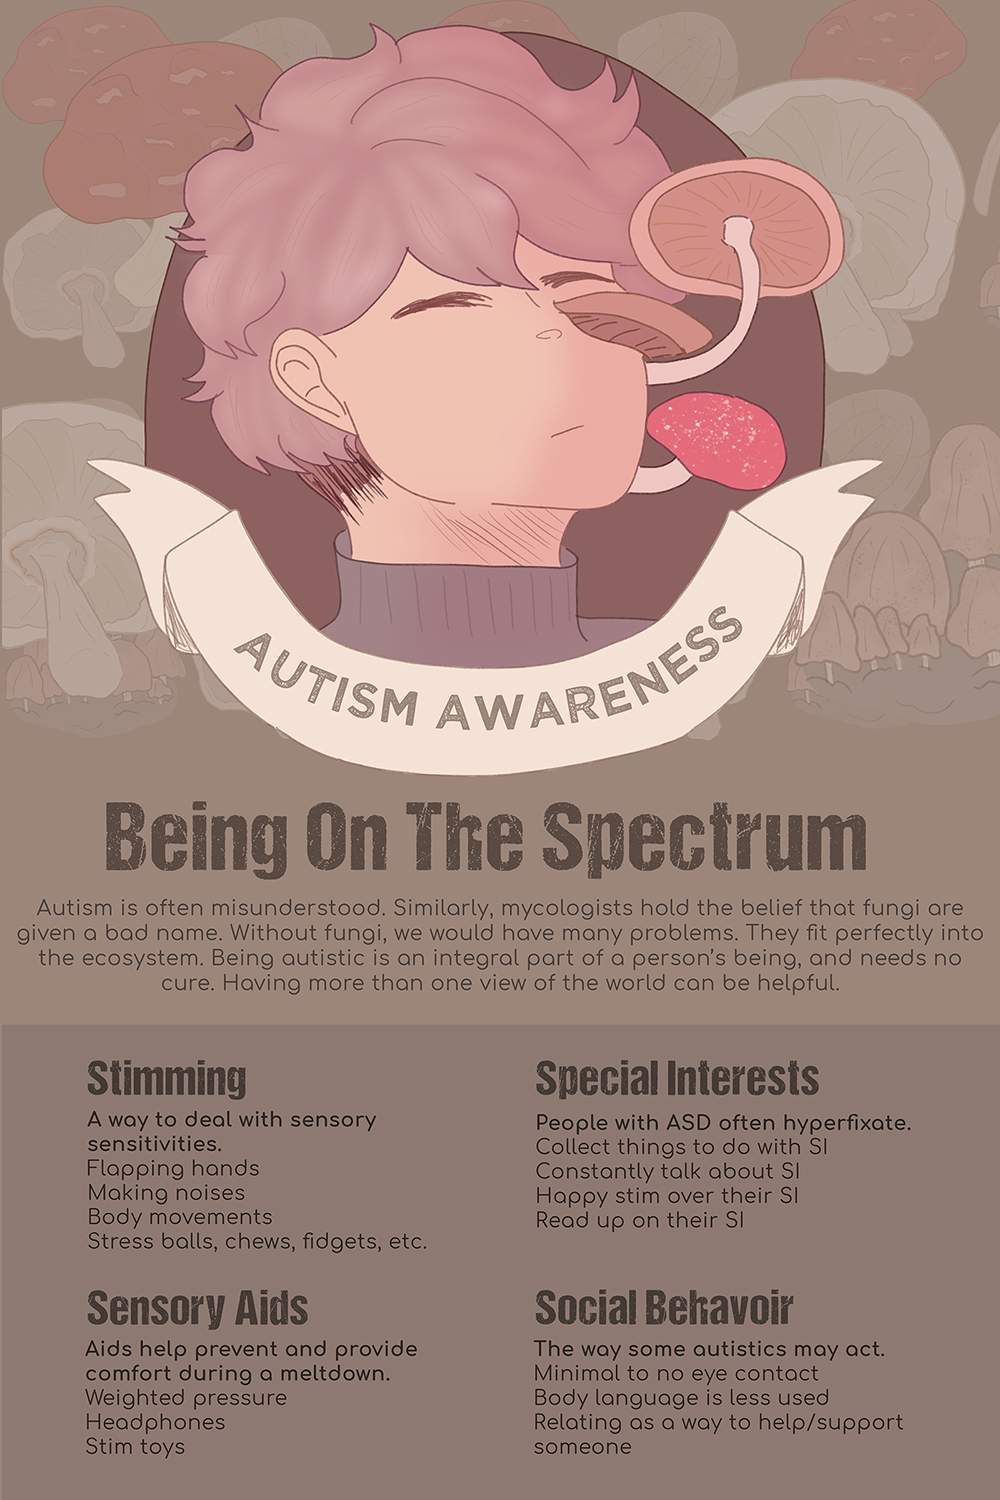 AUTISM AWARENESS
Being On The Spectrum
Autism is often misunderstood. Similarly, mycologists hold the belief that fungi are
given a bad name. Without fungi, we would have many problems. They fit perfectly into
the ecosystem. Being autistic is an integral part of a person's being, and needs no
cure. Having more than one view of the world can be helpful.
Stimming
A way to deal with sensory
sensitivities.
Flapping hands
Making noises
Body movements
Stress balls, chews, fidgets, etc.
Special Interests
People with ASD often hyperfixate.
Collect things to do with SI
Constantly talk about SI
Happy stim over their SI
Read up on their SI
Sensory Aids
Aids help prevent and provide
comfort during a meltdown.
Weighted pressure
Headphones
Stim toys
Social Behavoir
The way some autistics may act.
Minimal to no eye contact
Body language is less used
Relating as a way to help/support
someone